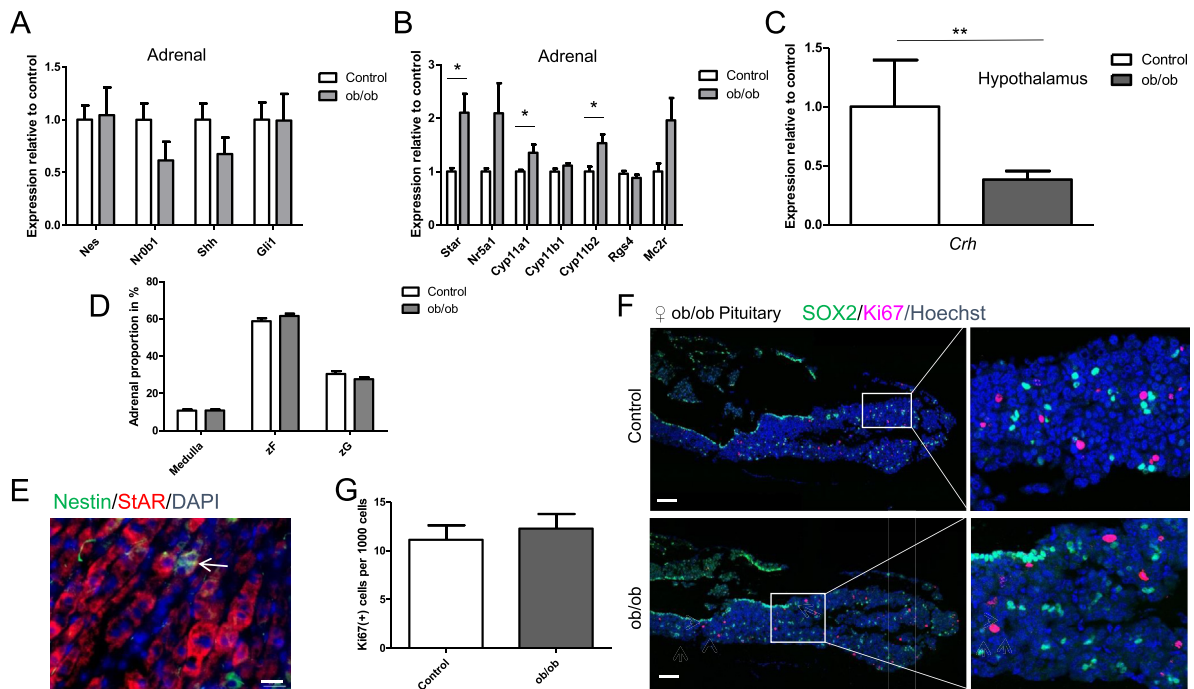 A
Adrenal
Expression relative to control
1.5
1.0
0.5
0.0
Control
ob/ob
Nes
Nr0b1
Shh
Gli1
B
Adrenal
Expression relative to control
3
2
1
0
*
*
*
Control
ob/ob
Star
Nr5a1
Cyp11a1
Cyp11b1
Cyp11b2
Rgs4
Mc2r
C
Expression relative to control
1.5
1.0
0.5
0.0
**
Hypothalamus
Control
ob/ob
Crh
D
Adrenal proportion in %
80
60
40
20
Control
ob/ob
Medulla
zF
zG
E
Nestin/StAR/DAPI
G
Ki67(+) cells per 1000 cells
15
10
5
0
Control
ob/ob
F
♀ ob/ob Pituitary
SOX2/Ki67/Hoechst
Control
ob/ob